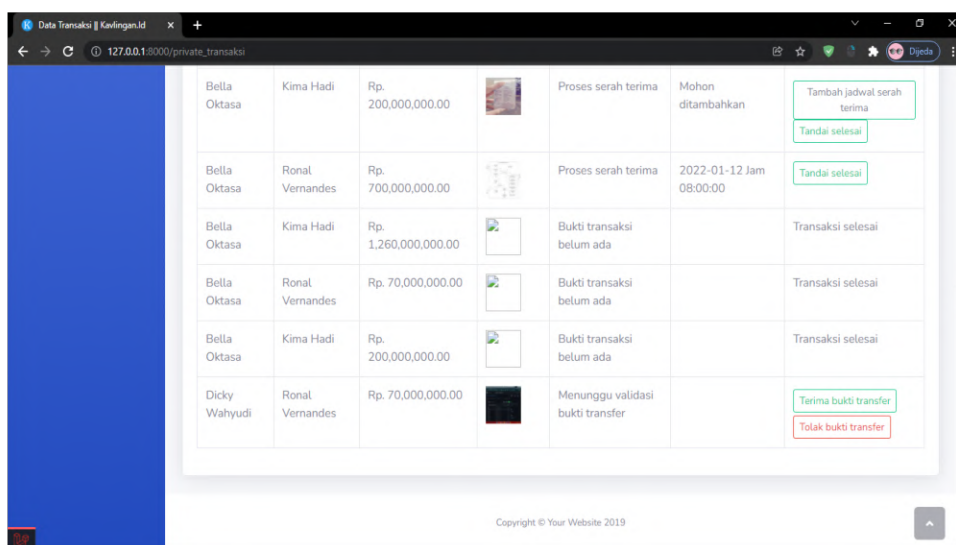 Data Transaksi || Kavlingan.Id
127.0.0.1:8000/private_transaksi
Dijeda
Bella Oktasa
Kima Hadi
Rp. 200,000,000.00
Proses serah terima
Mohon ditambahkan
Tambah jadwal serah terima
Tandai selesai
Bella Oktasa
Ronal Vernandes
Rp. 700,000,000.00
Proses serah terima
2022-01-12 Jam 08:00:00
Tandai selesai
Bella Oktasa
Kima Hadi
Rp. 1,260,000,000.00
Bukti transaksi belum ada
Transaksi selesai
Bella Oktasa
Ronal Vernandes
Rp. 70,000,000.00
Bukti transaksi belum ada
Transaksi selesai
Bella Oktasa
Kima Hadi
Rp. 200,000,000.00
Bukti transaksi belum ada
Transaksi selesai
Dicky Wahyudi
Ronal Vernandes
Rp. 70,000,000.00
Menunggu validasi bukti transfer
Terima bukti transfer
Tolak bukti transfer
Copyright © Your Website 2019